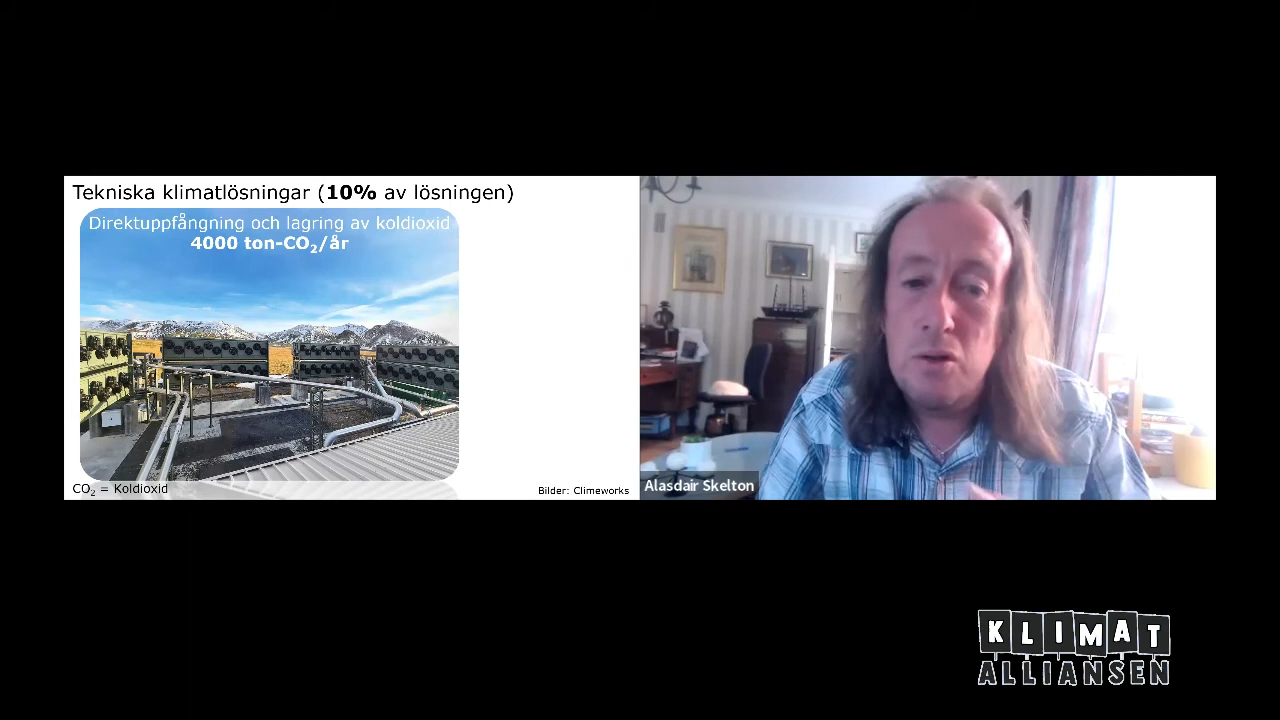 Tekniska klimatlösningar (10% av lösningen)
Direktuppfångning och lagring av koldioxid
4000 ton-CO₂/år
CO₂ = Koldioxid
Bilder: Climeworks
Alasdair Skelton
KLIMAT
ALLIANSEN